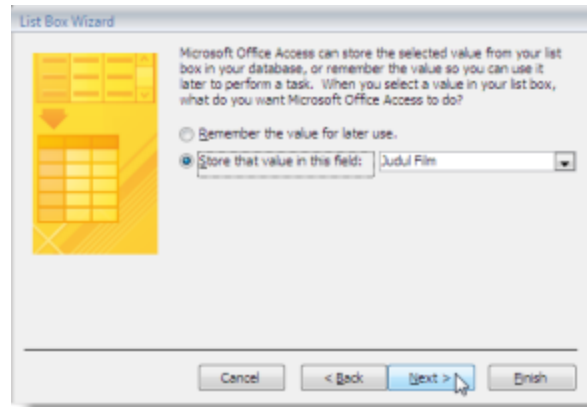 List Box Wizard
Microsoft Office Access can store the selected value from your list
box in your database, or remember the value so you can use it
later to perform a task. When you select a value in your list box,
what do you want Microsoft Office Access to do?
Remember the value for later use.
Store that value in this field: Judul Film
Cancel < Back Next > Finish